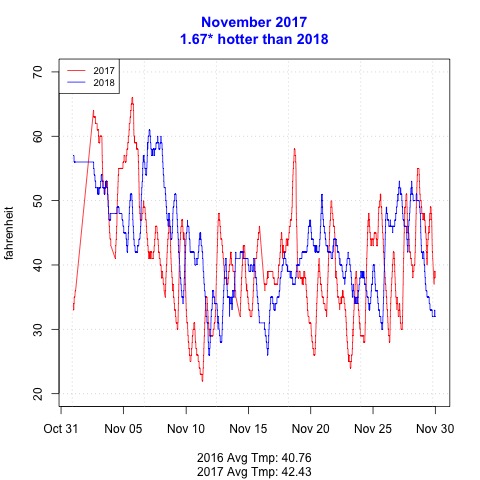 November 2017
1.67* hotter than 2018
2017
2018
fahrenheit
70
60
50
40
30
20
Oct 31 Nov 05 Nov 10 Nov 15 Nov 20 Nov 25 Nov 30
2016 Avg Tmp: 40.76
2017 Avg Tmp: 42.43